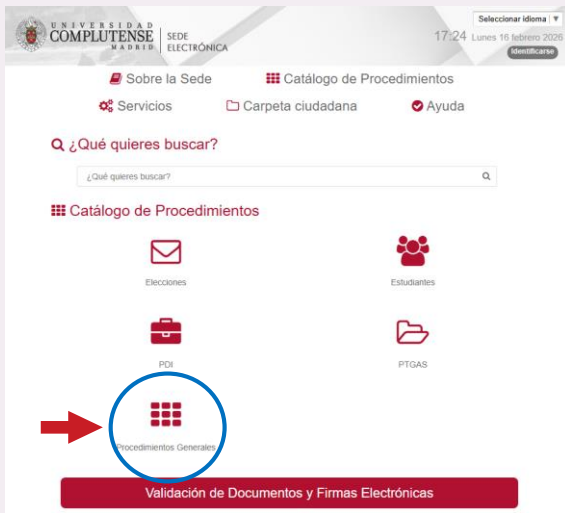 UNIVERSIDAD
COMPLUTENSE
MADRID
SEDE
ELECTRÓNICA
Seleccionar idioma | ▼
17:24 Lunes 16 febrero 2026
Identificarse
Sobre la Sede
Catálogo de Procedimientos
Servicios
Carpeta ciudadana
Ayuda
¿Qué quieres buscar?
¿Qué quieres buscar?
Catálogo de Procedimientos
Elecciones
Estudiantes
PDI
PTGAS
Procedimientos Generales
Validación de Documentos y Firmas Electrónicas